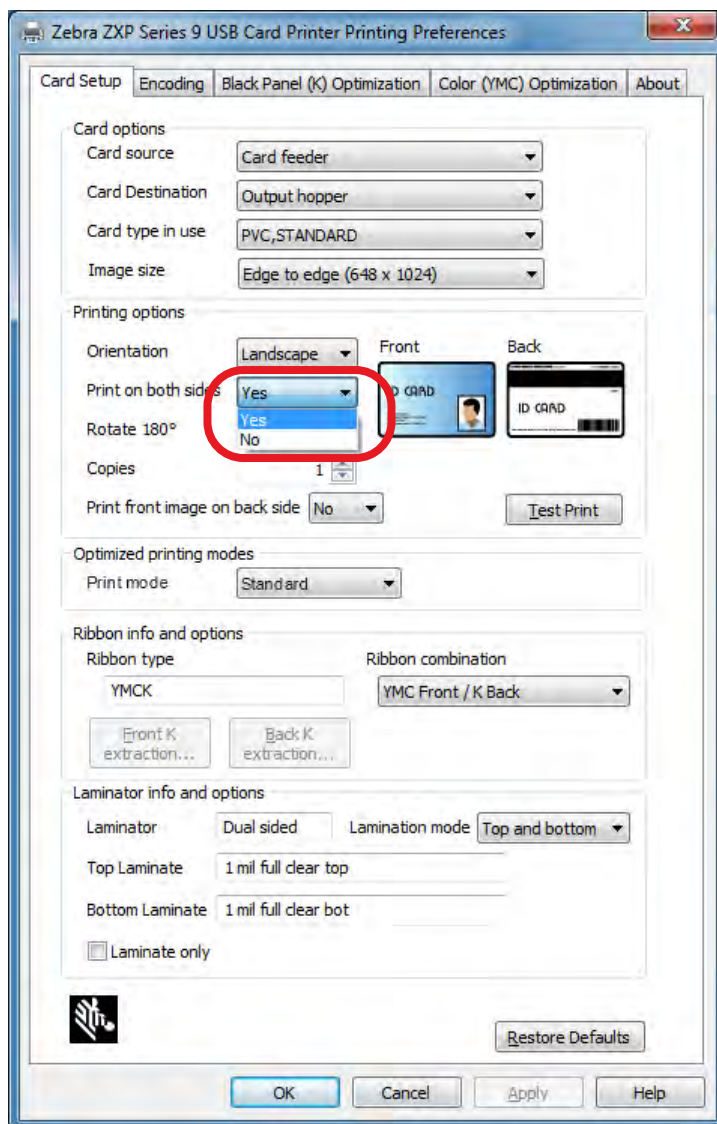 Zebra ZXP Series 9 USB Card Printer Printing Preferences
Card Setup Encoding Black Panel (K) Optimization Color (YMC) Optimization About
Card options
Card source Card feeder
Card Destination Output hopper
Card type in use PVC,STANDARD
Image size Edge to edge (648 x 1024)
Printing options
Orientation Landscape Front Back
Print on both sides Yes
ID CARD
ID CARD
Yes
Rotate 180°
No
Copies 1
Print front image on back side No Test Print
Optimized printing modes
Print mode Standard
Ribbon info and options
Ribbon type Ribbon combination
YMCK YMC Front / K Back
Front K extraction... Back K extraction...
Laminator info and options
Laminator Dual sided Lamination mode Top and bottom
Top Laminate 1 mil full clear top
Bottom Laminate 1 mil full clear bot
Laminate only
Restore Defaults
OK Cancel Apply Help